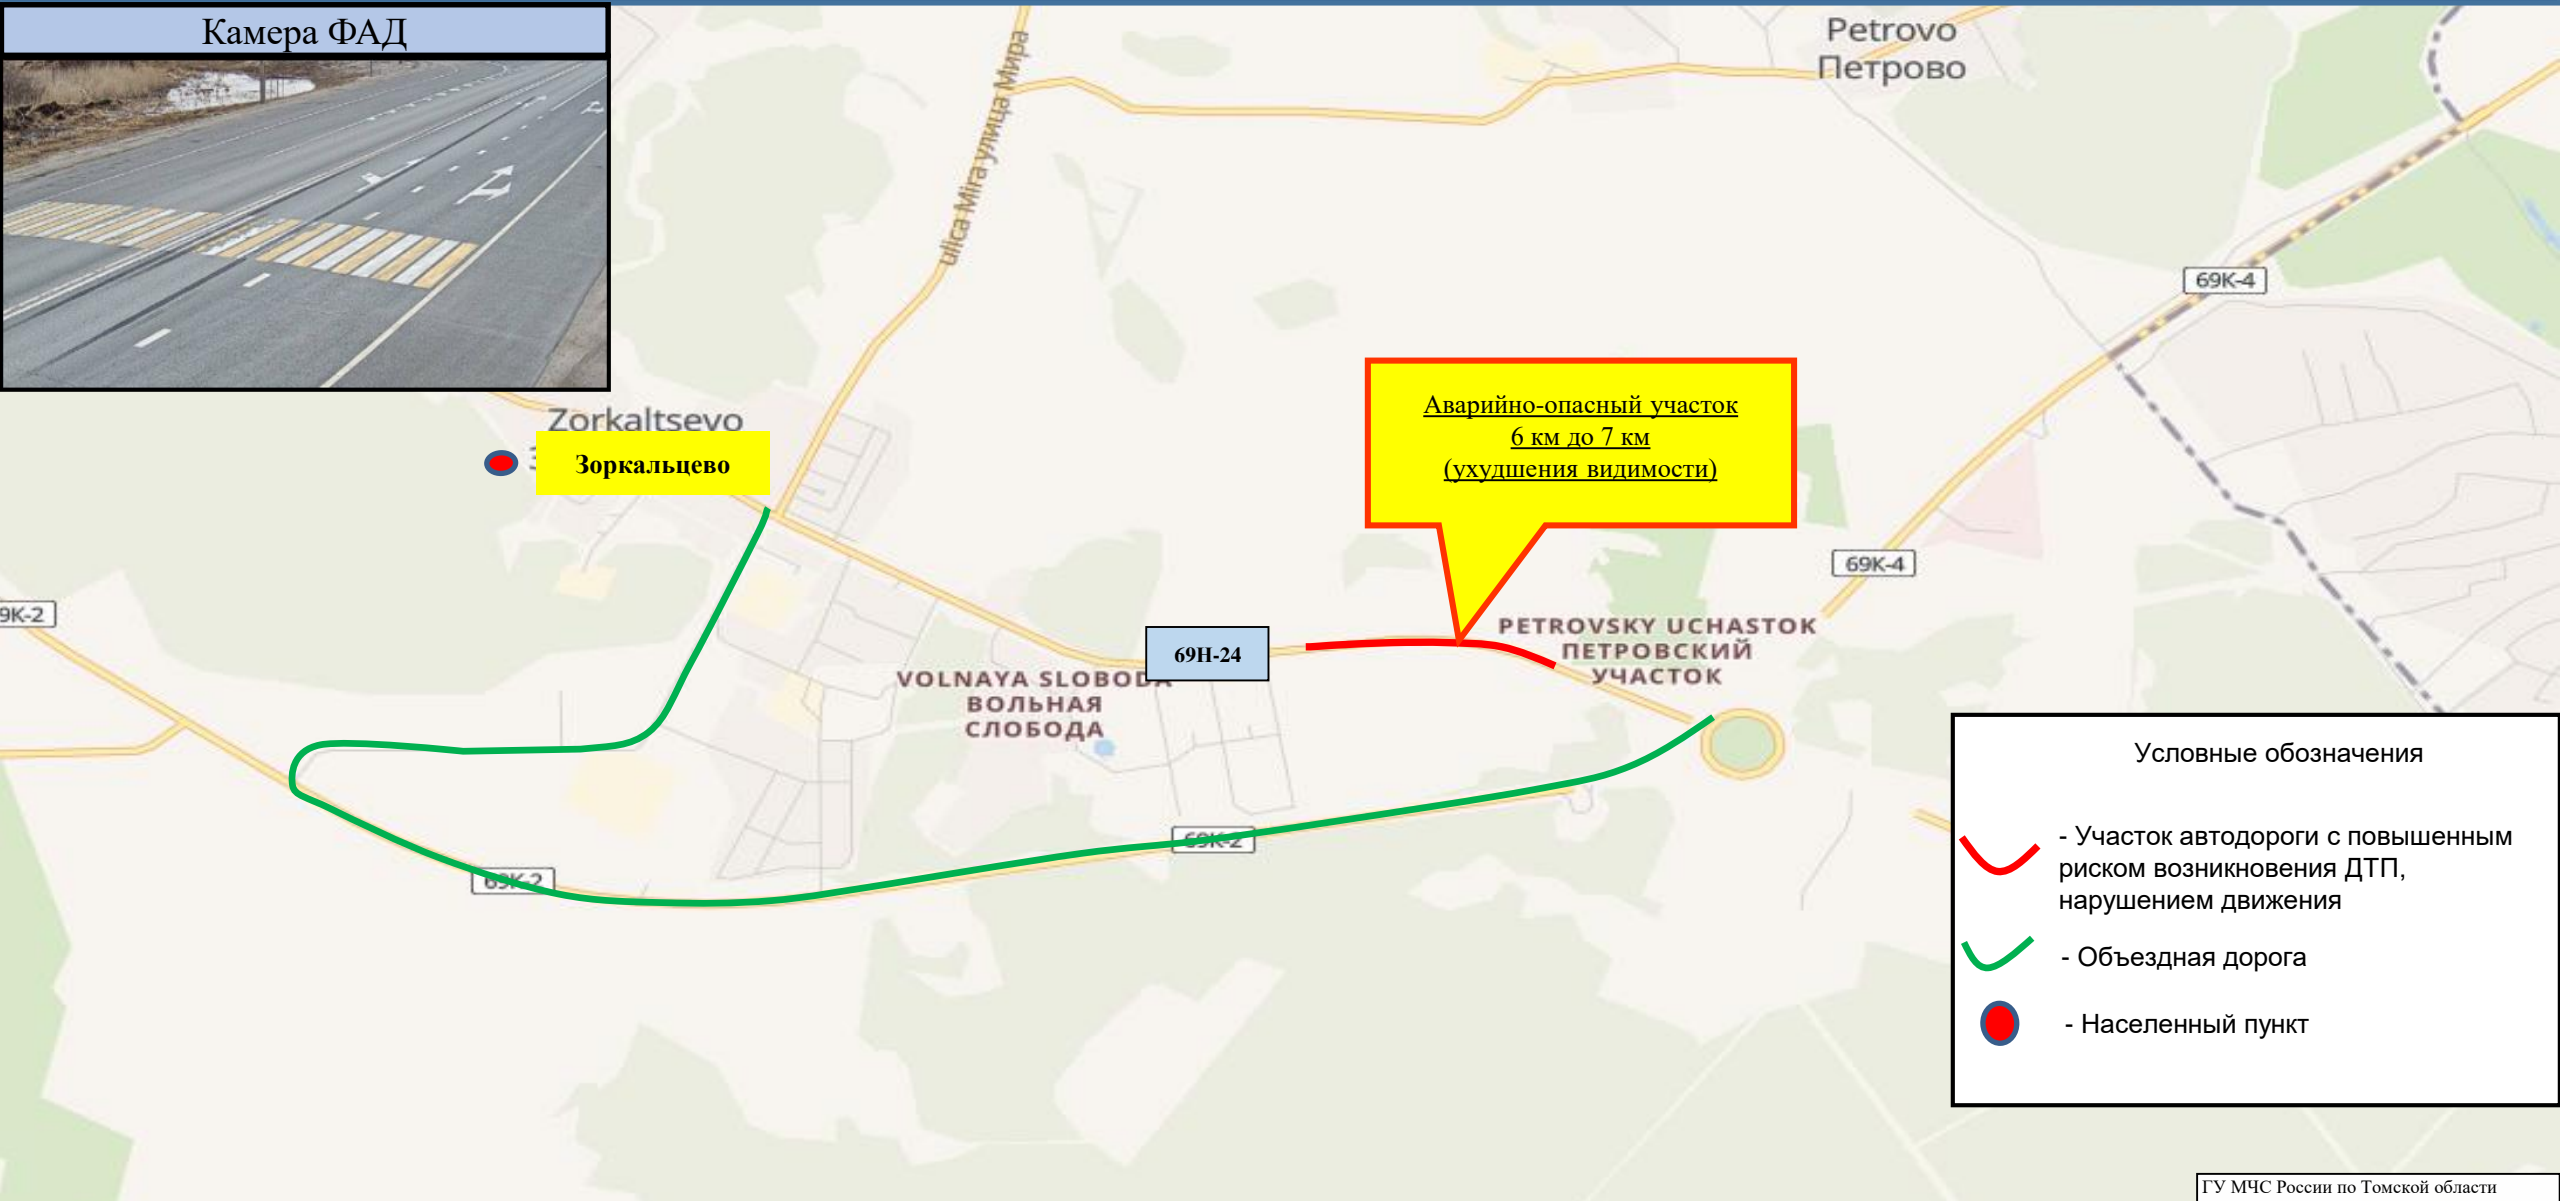 Камера ФАД
Petrovo
Петрово
ulica Mira улица Мира
69К-4
Аварийно-опасный участок
6 км до 7 км
(ухудшения видимости)
Zorkaltsevo
Зоркальцево
69К-4
9К-2
69Н-24
PETROVSKY UCHASTOK
ПЕТРОВСКИЙ
УЧАСТОК
VOLNAYA SLOBODA
ВОЛЬНАЯ
СЛОБОДА
69К-2
69К-2
Условные обозначения
- Участок автодороги с повышенным
риском возникновения ДТП,
нарушением движения
- Объездная дорога
- Населенный пункт
ГУ МЧС России по Томской области